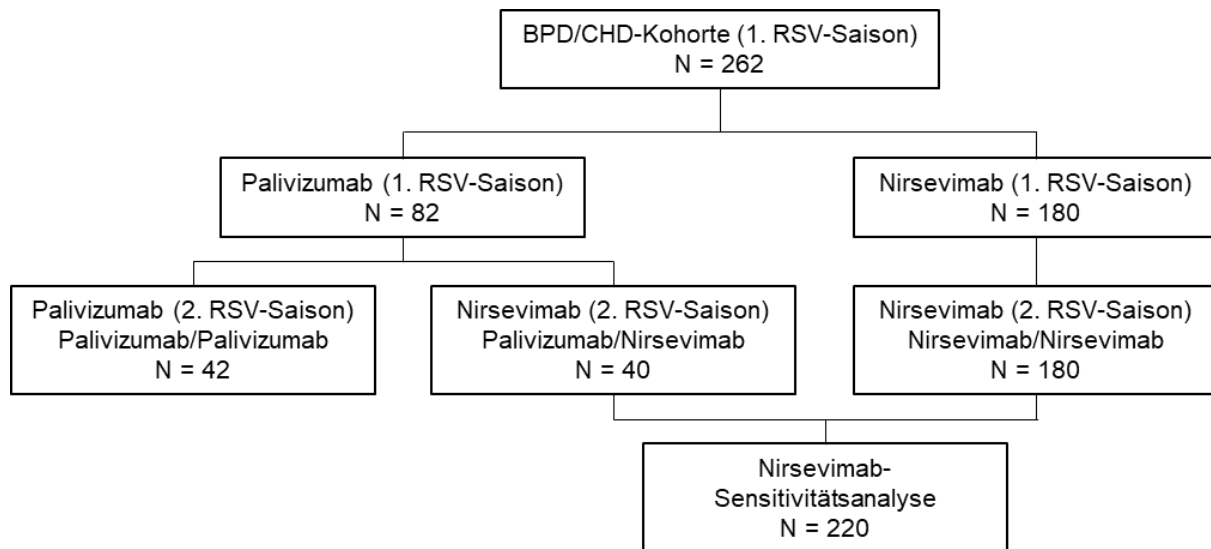 BPD/CHD-Kohorte (1. RSV-Saison)
N = 262
Palivizumab (1. RSV-Saison)
N = 82
Nirsevimab (1. RSV-Saison)
N = 180
Palivizumab (2. RSV-Saison)
Palivizumab/Palivizumab
N = 42
Nirsevimab (2. RSV-Saison)
Palivizumab/Nirsevimab
N = 40
Nirsevimab (2. RSV-Saison)
Nirsevimab/Nirsevimab
N = 180
Nirsevimab-
Sensitivitätsanalyse
N = 220